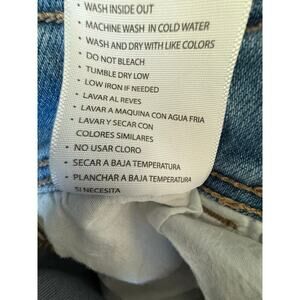 • WASH INSIDE OUT
• MACHINE WASH IN COLD WATER
• WASH AND DRY WITH LIKE COLORS
• DO NOT BLEACH
• TUMBLE DRY LOW
• LOW IRON IF NEEDED
• LAVAR AL REVES
• LAVAR A MAQUINA CON AGUA FRIA
• LAVAR Y SECAR CON
COLORES SIMILARES
• NO USAR CLORO
• SECAR A BAJA TEMPERATURA
• PLANCHAR A BAJA TEMPERATURA
SI NECESITA